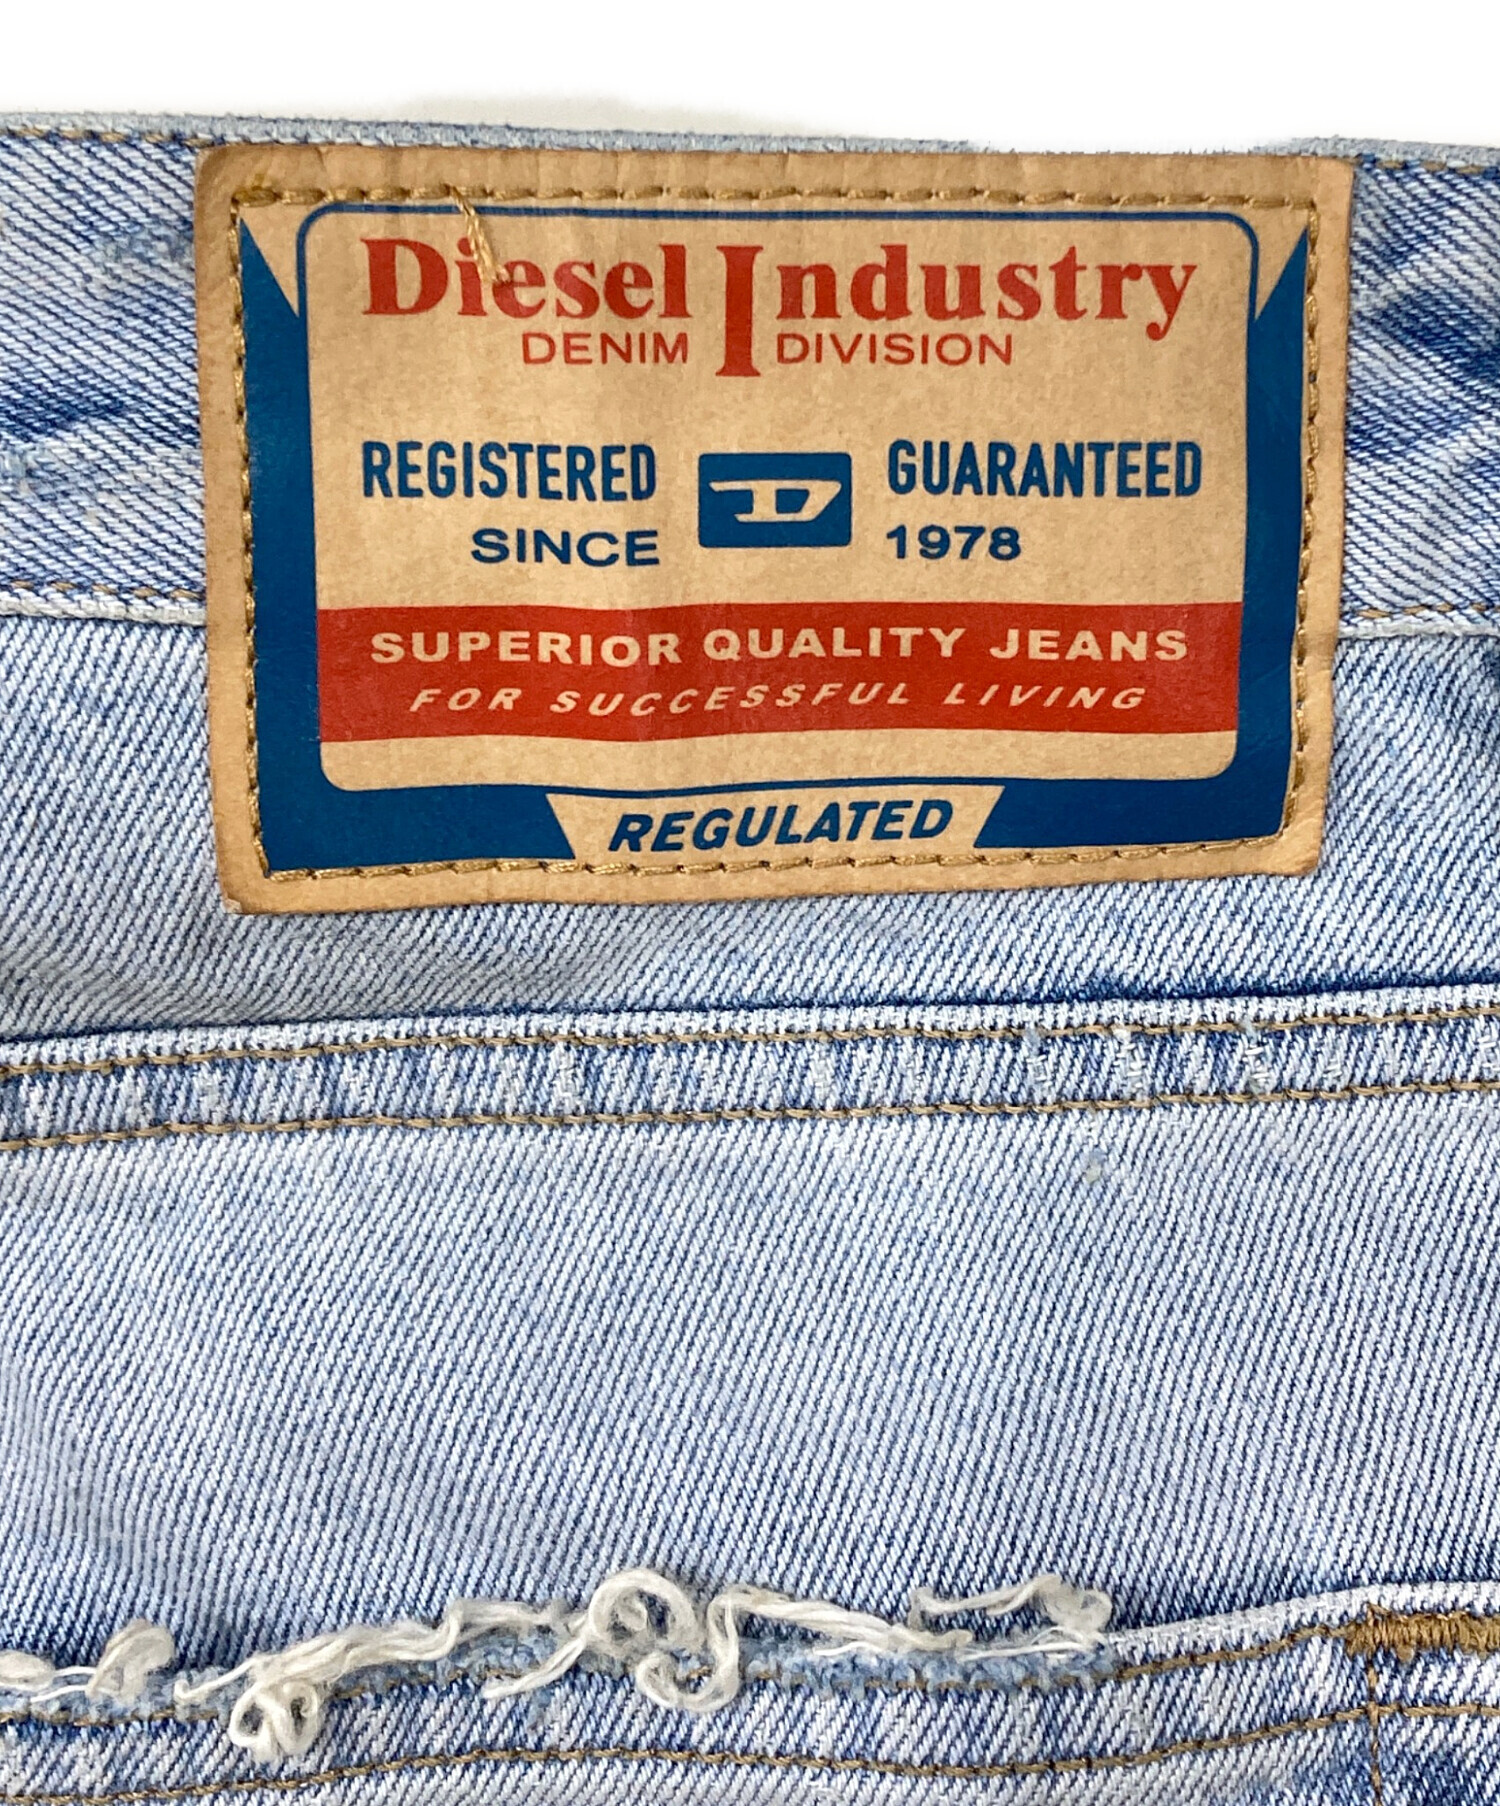 Diesel Industry
DENIM DIVISION
REGISTERED D GUARANTEED
SINCE 1978
SUPERIOR QUALITY JEANS
FOR SUCCESSFUL LIVING
REGULATED